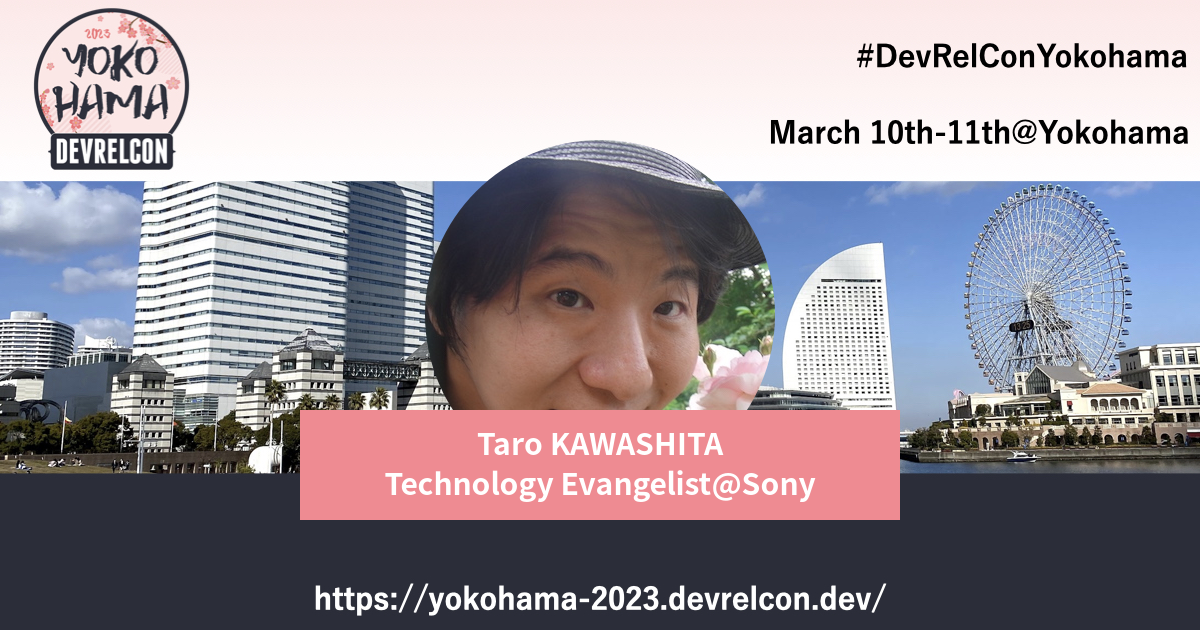 2023
YOKO
HAMA
DEVRELCON
#DevRelConYokohama
March 10th-11th@Yokohama
Taro KAWASHITA
Technology Evangelist@Sony
https://yokohama-2023.devrelcon.dev/